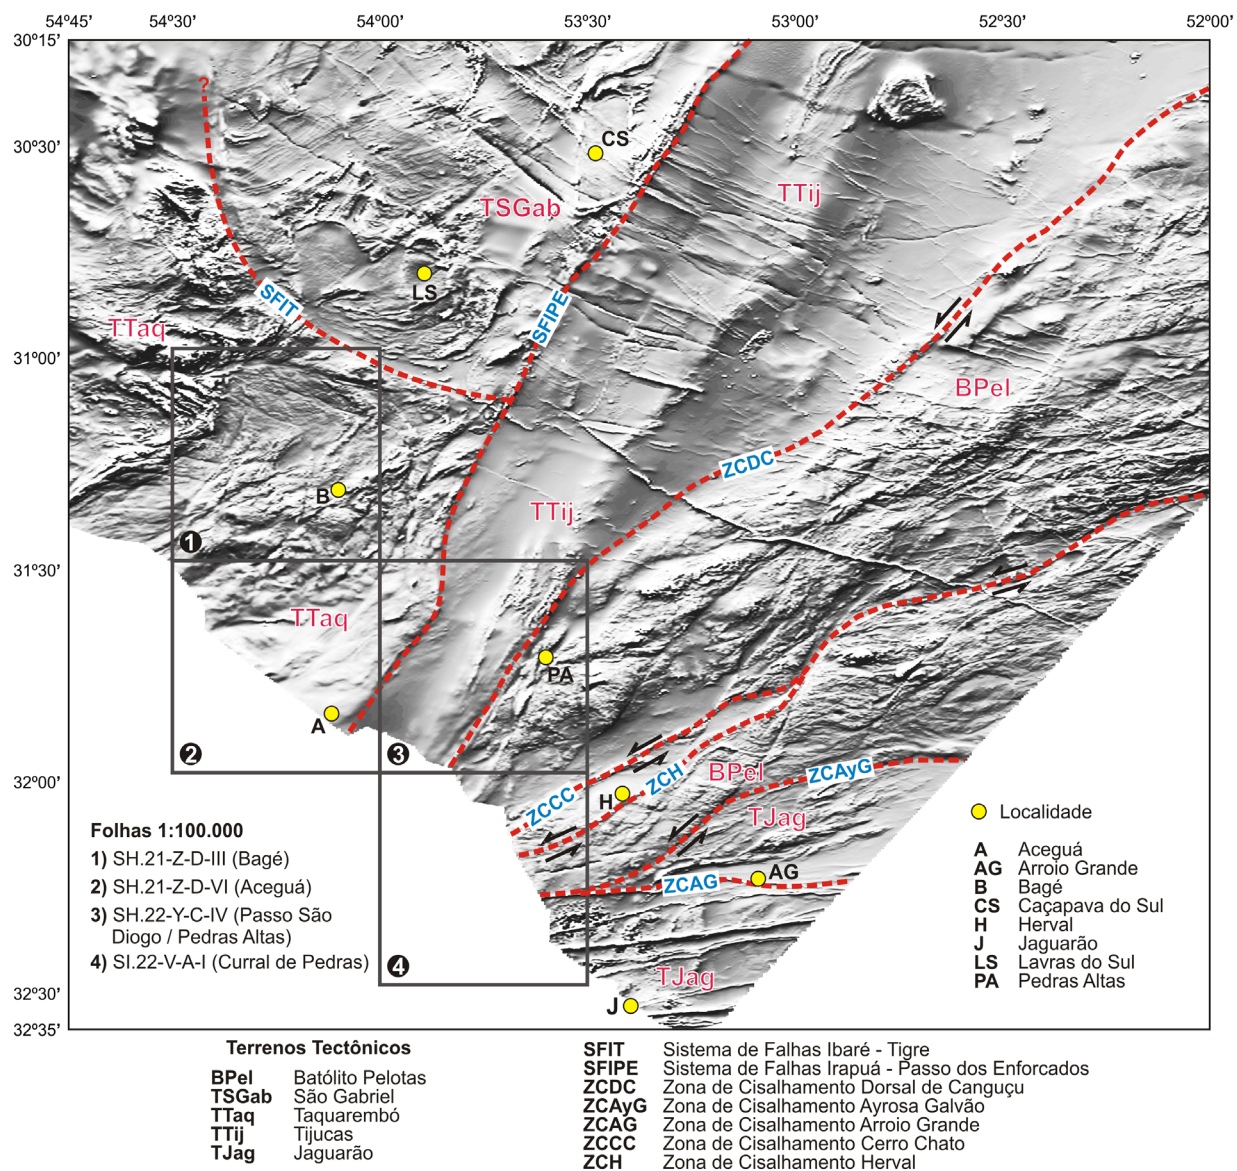 54°45’ 54°30’ 54°00’ 53°30’ 53°00’ 52°30’ 52°00’
30°15’
?
CS
30°30’
TTij
TSGab
LS
SFIT
SFIPE
TTaq
31°00’
BPel
ZCDC
B
TTij
1
31°30’
TTaq
PA
A
2
3
32°00’
BPel
ZCAyG
ZCH
ZCCC
H
TJag
AG
ZCAG
4
TJag
32°30’
J
32°35’
Folhas 1:100.000
1) SH.21-Z-D-III (Bagé)
2) SH.21-Z-D-VI (Aceguá)
3) SH.22-Y-C-IV (Passo São
Diogo / Pedras Altas)
4) SI.22-V-A-I (Curral de Pedras)
Localidade
A Aceguá
AG Arroio Grande
B Bagé
CS Caçapava do Sul
H Herval
J Jaguarão
LS Lavras do Sul
PA Pedras Altas
Terrenos Tectônicos
BPel Batólito Pelotas
TSGab São Gabriel
TTaq Taquarembó
TTij Tijucas
TJag Jaguarão
SFIT Sistema de Falhas Ibaré - Tigre
SFIPE Sistema de Falhas Irapuá - Passo dos Enforcados
ZCDC Zona de Cisalhamento Dorsal de Canguçu
ZCAyG Zona de Cisalhamento Ayrosa Galvão
ZCAG Zona de Cisalhamento Arroio Grande
ZCCC Zona de Cisalhamento Cerro Chato
ZCH Zona de Cisalhamento Herval